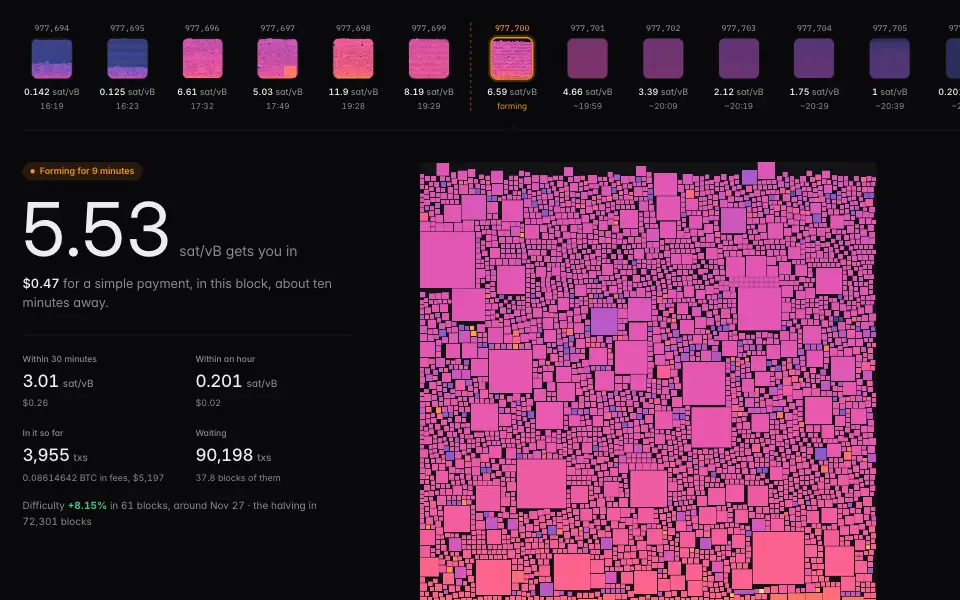 977,694 977,695 977,696 977,697 977,698 977,699 977,700 977,701 977,702 977,703 977,704 977,705
0.142 sat/vB 0.125 sat/vB 6.61 sat/vB 5.03 sat/vB 11.9 sat/vB 8.19 sat/vB 6.59 sat/vB 4.66 sat/vB 3.39 sat/vB 2.12 sat/vB 1.75 sat/vB 1 sat/vB
16:19 16:23 17:32 17:49 19:28 19:29 forming ~19:59 ~20:09 ~20:19 ~20:29 ~20:39
Forming for 9 minutes
5.53 sat/vB gets you in
$0.47 for a simple payment, in this block, about ten
minutes away.
Within 30 minutes Within an hour
3.01 sat/vB 0.201 sat/vB
$0.26 $0.02
In it so far Waiting
3,955 txs 90,198 txs
0.08614642 BTC in fees, $5,197 37.8 blocks of them
Difficulty +8.15% in 61 blocks, around Nov 27 · the halving in
72,301 blocks